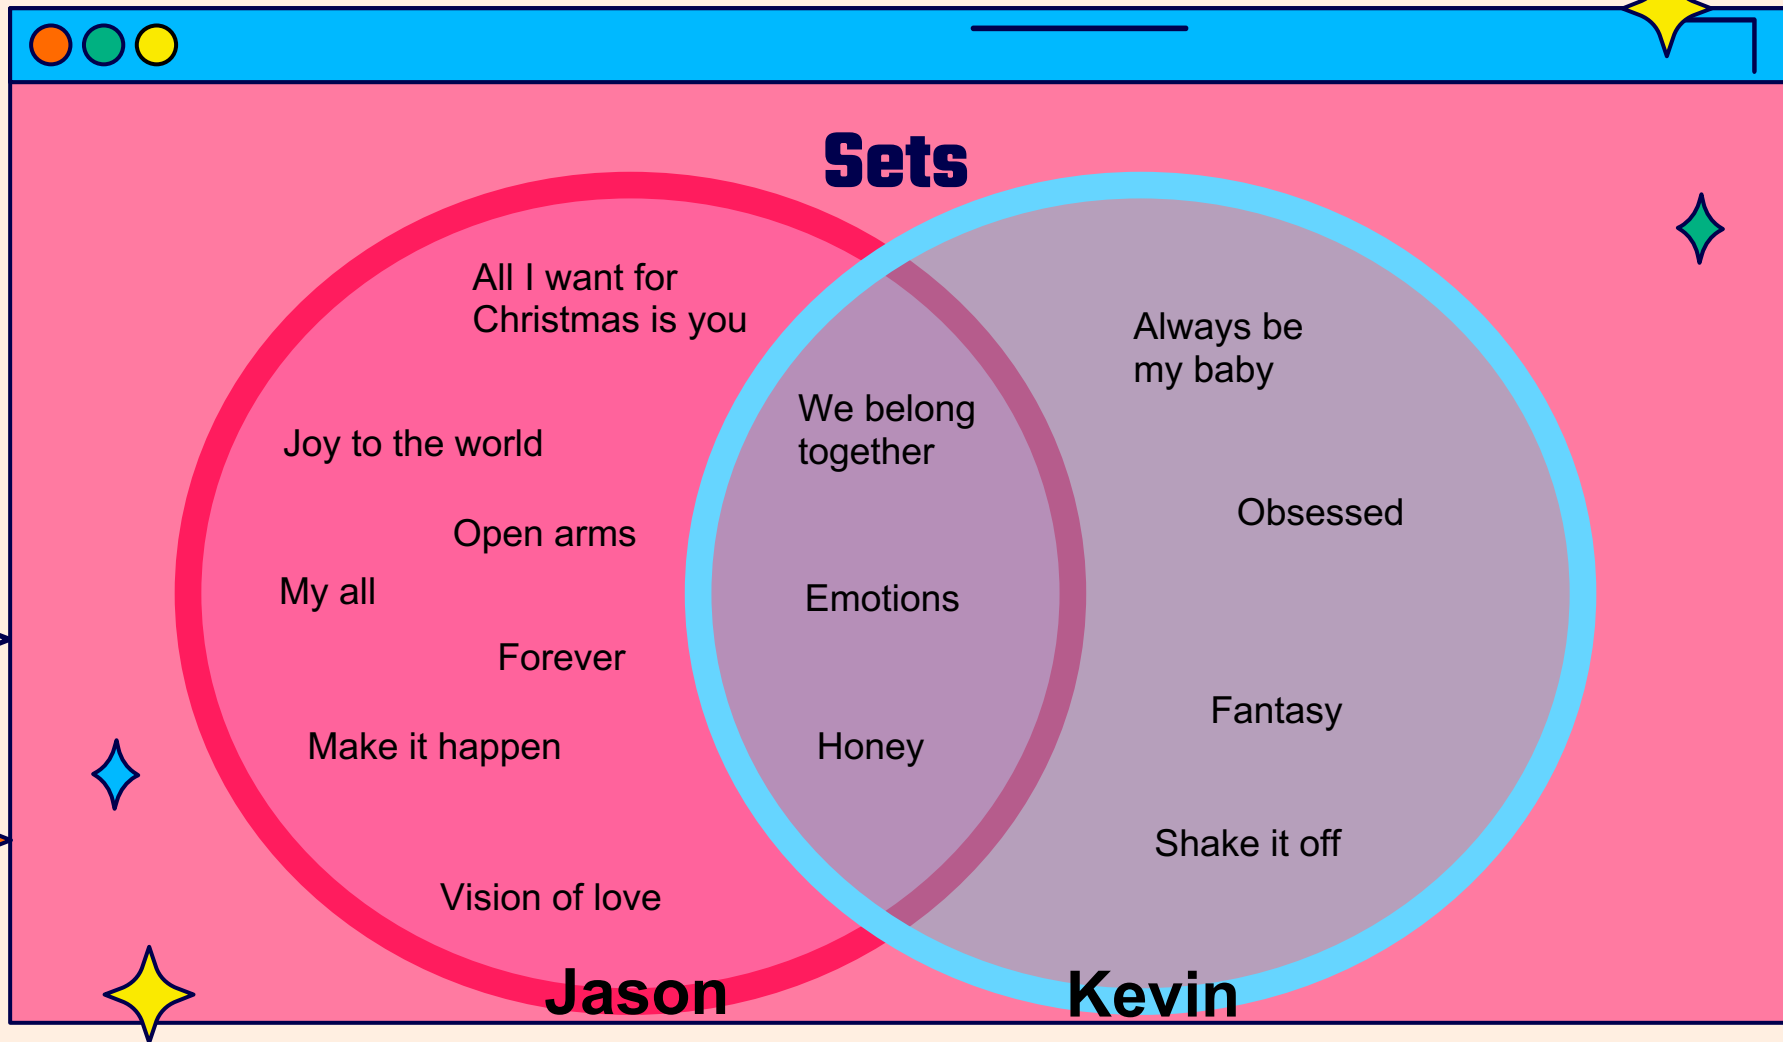 Sets
All I want for
Christmas is you
Joy to the world
Open arms
My all
Forever
Make it happen
Vision of love
We belong
together
Emotions
Honey
Always be
my baby
Obsessed
Fantasy
Shake it off
Jason
Kevin